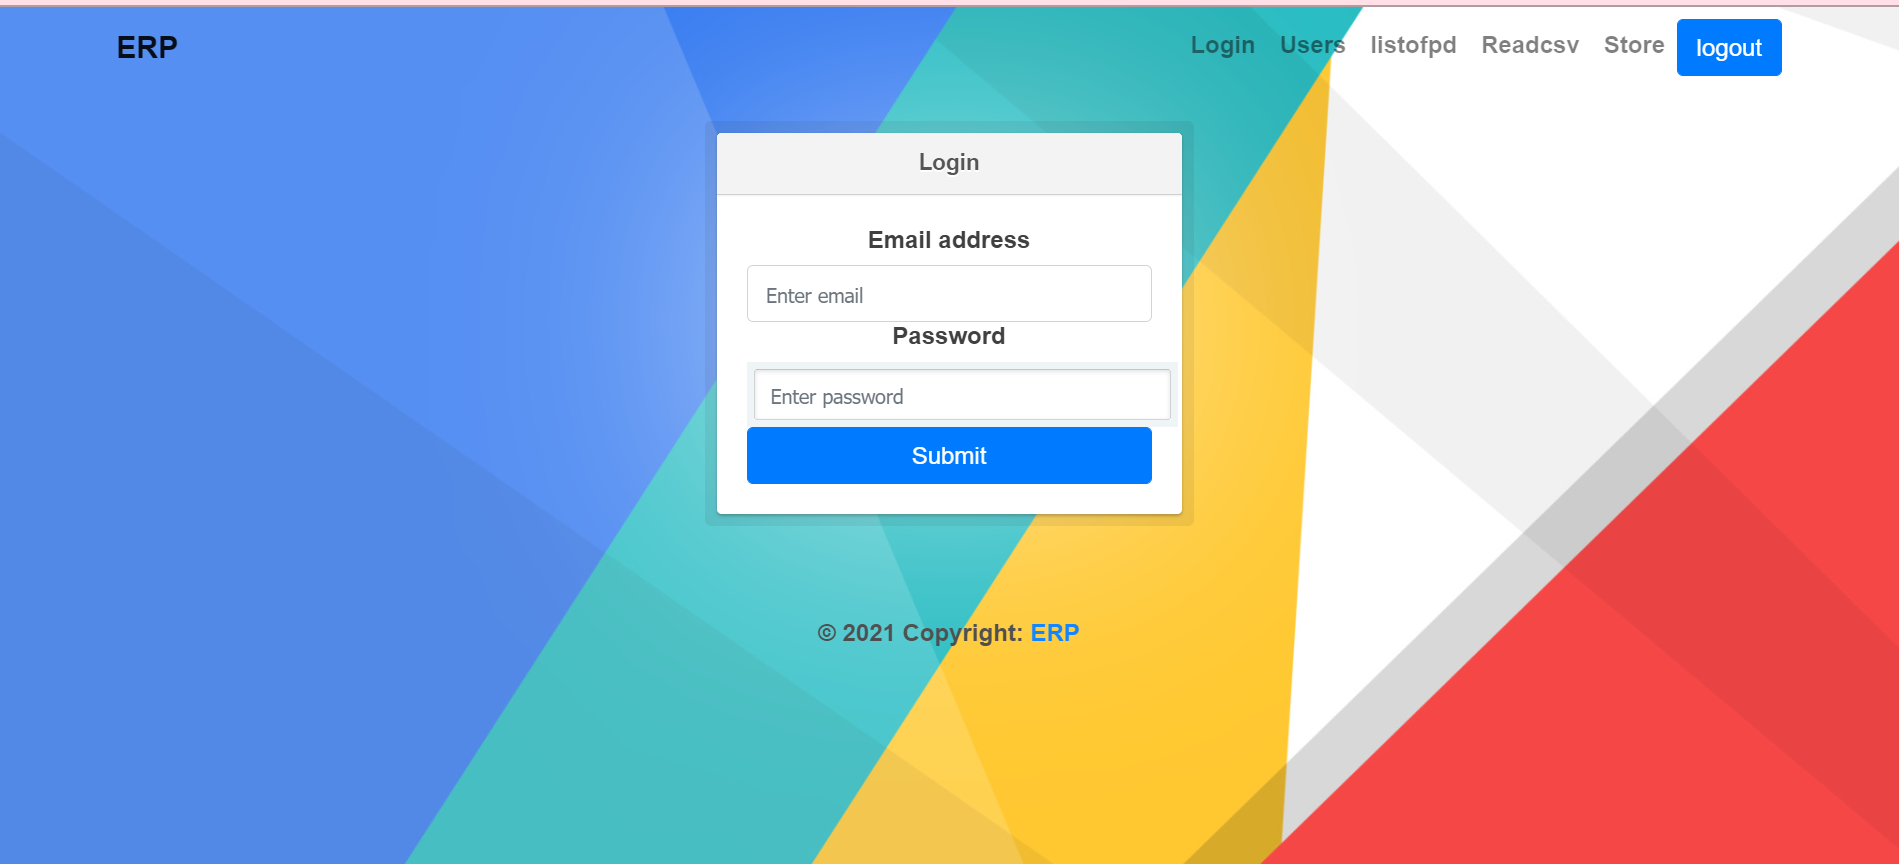 ERP Login Users listofpd Readcsv Store logout
Login
Email address
Enter email
Password
Enter password
Submit
© 2021 Copyright: ERP